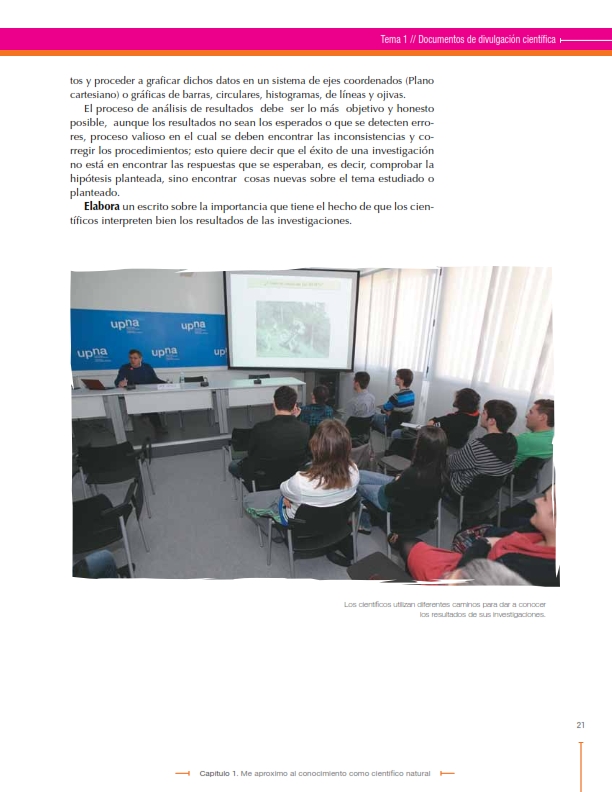 Tema 1 // Documentos de divulgación científica
tos y proceder a graficar dichos datos en un sistema de ejes coordenados (Plano
cartesiano) o gráficas de barras, circulares, histogramas, de líneas y ojivas.
El proceso de análisis de resultados debe ser lo más objetivo y honesto
posible, aunque los resultados no sean los esperados o que se detecten erro-
res, proceso valioso en el cual se deben encontrar las inconsistencias y co-
rregir los procedimientos; esto quiere decir que el éxito de una investigación
no está en encontrar las respuestas que se esperaban, es decir, comprobar la
hipótesis planteada, sino encontrar cosas nuevas sobre el tema estudiado o
planteado.
Elabora un escrito sobre la importancia que tiene el hecho de que los cien-
tíficos interpreten bien los resultados de las investigaciones.
upna
upna
upna
upna
Los científicos utilizan diferentes caminos para dar a conocer
los resultados de sus investigaciones.
21
Capítulo 1. Me aproximo al conocimiento como científico natural